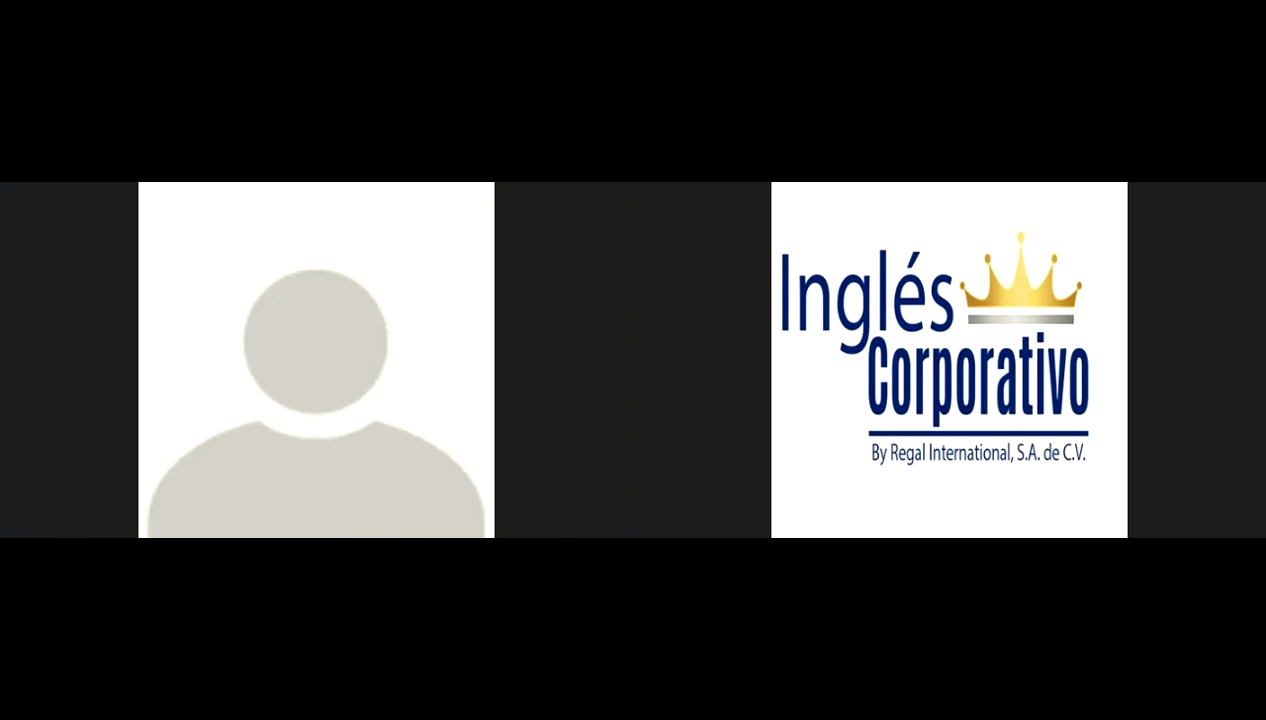 Inglés
Corporativo
By Regal International, S.A. de C.V.